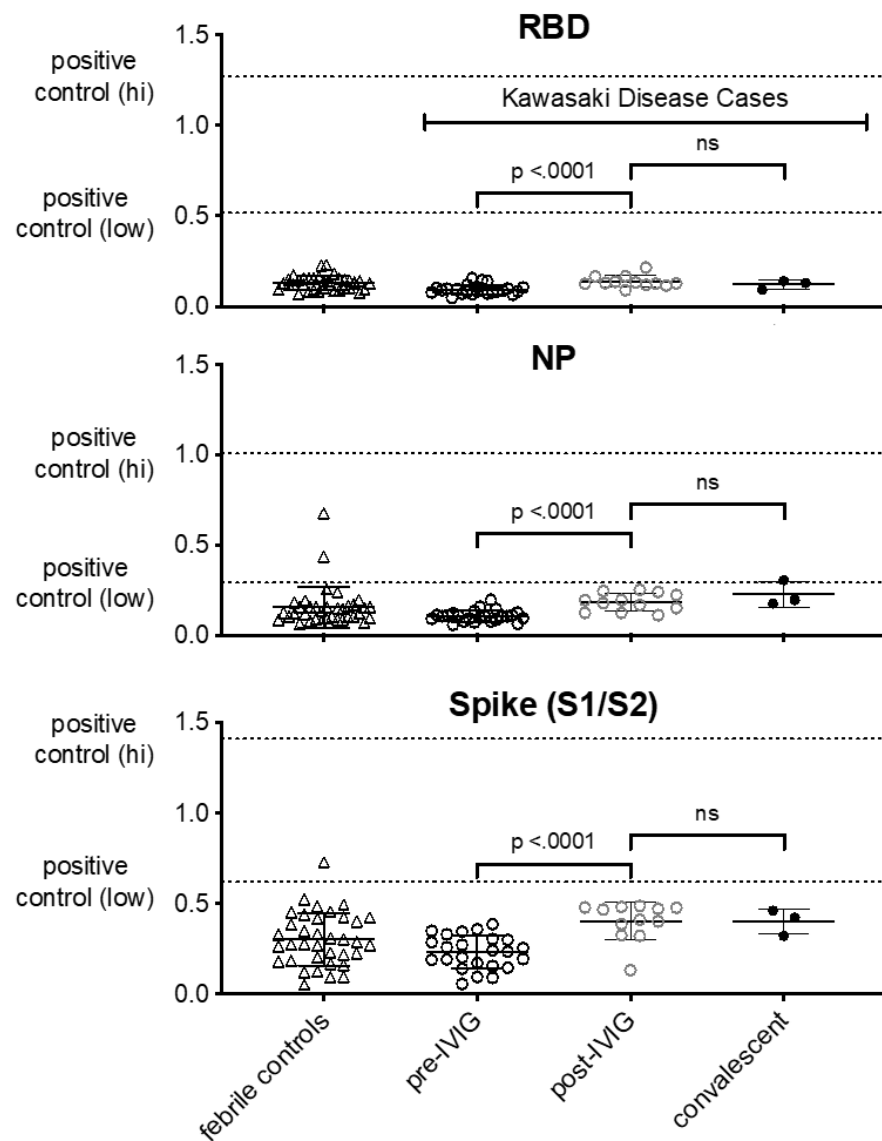 RBD
1.5
positive
control (hi)
1.0
Kawasaki Disease Cases
ns
p <.0001
positive
control (low)
0.5
0.0
NP
1.5
positive
control (hi)
1.0
ns
p <.0001
0.5
positive
control (low)
0.0
Spike (S1/S2)
1.5
positive
control (hi)
1.0
ns
p <.0001
positive
control (low)
0.5
0.0
febrile controls
pre-IVIG
post-IVIG
convalescent